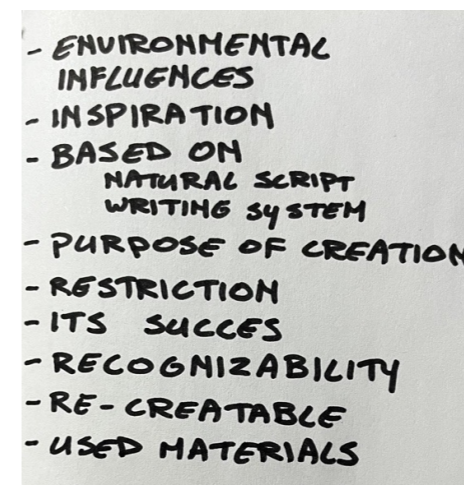 - ENVIRONMENTAL
INFLUENCES
- INSPIRATION
- BASED ON
NATURAL SCRIPT
WRITING SYSTEM
- PURPOSE OF CREATION
- RESTRICTION
- ITS SUCCES
- RECOGNIZABILITY
- RE-CREATABLE
- USED MATERIALS